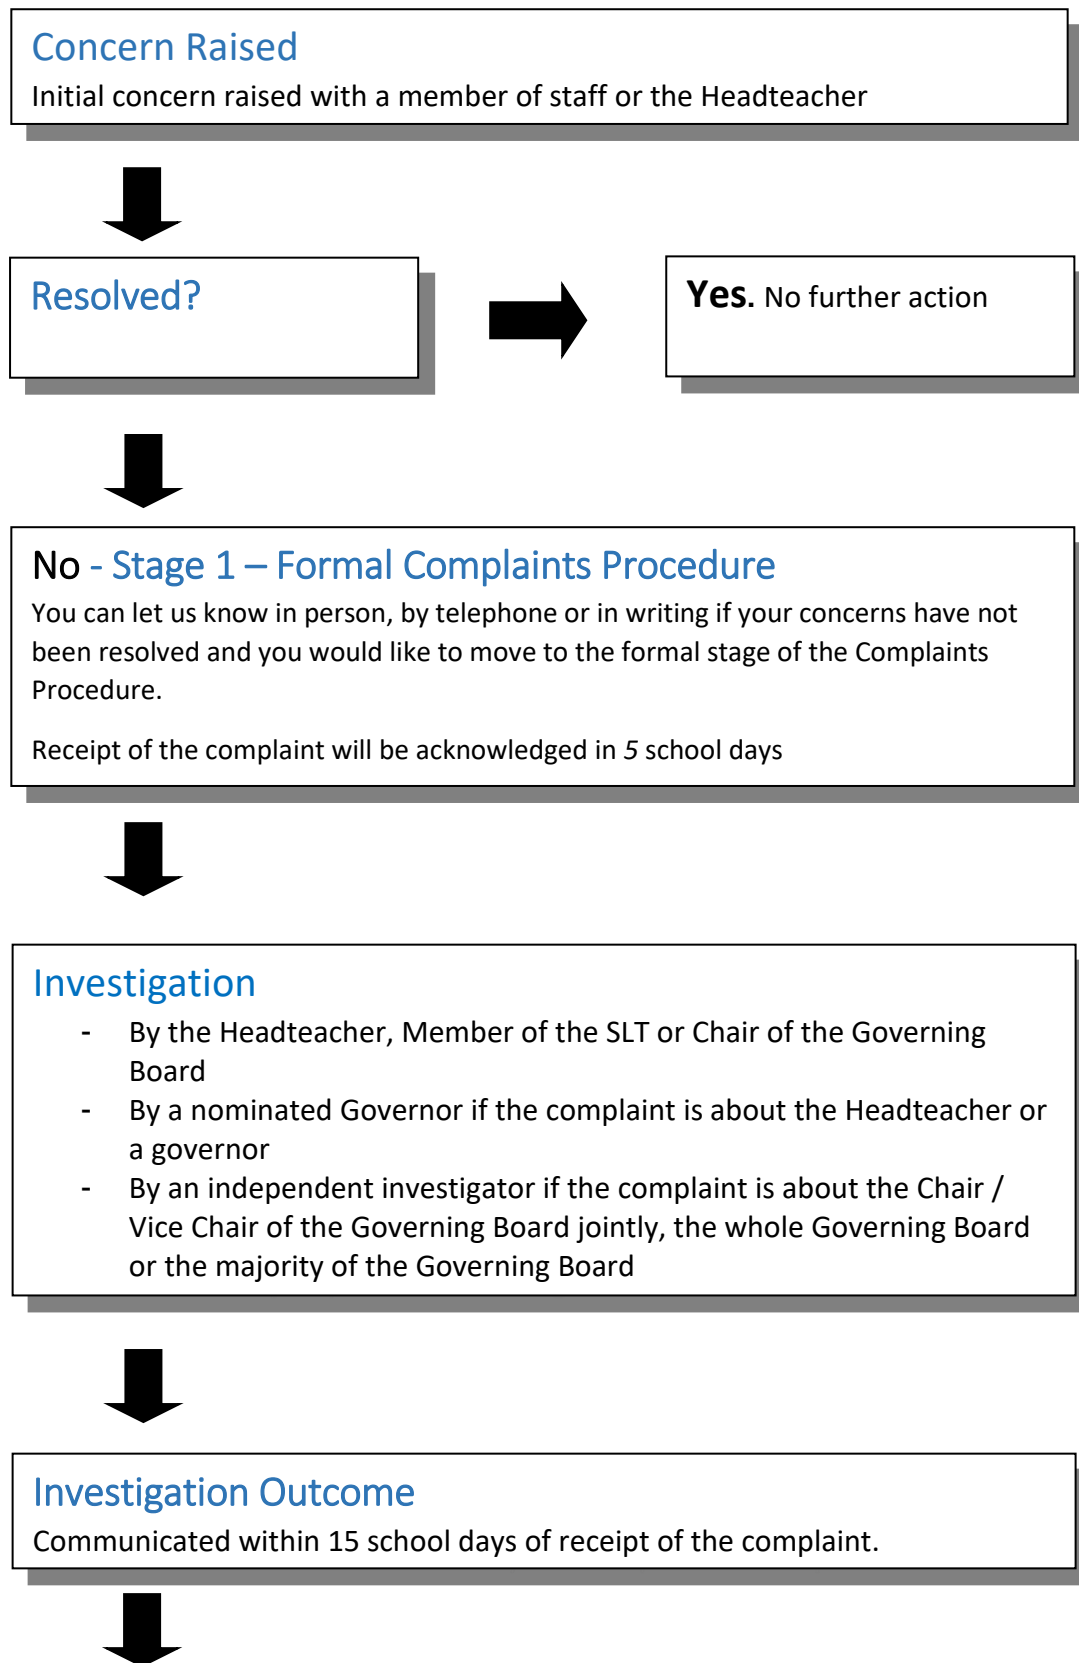 Concern Raised
Initial concern raised with a member of staff or the Headteacher
Resolved?
Yes. No further action
No - Stage 1 – Formal Complaints Procedure
You can let us know in person, by telephone or in writing if your concerns have not
been resolved and you would like to move to the formal stage of the Complaints
Procedure.
Receipt of the complaint will be acknowledged in 5 school days
Investigation
- By the Headteacher, Member of the SLT or Chair of the Governing
Board
- By a nominated Governor if the complaint is about the Headteacher or
a governor
- By an independent investigator if the complaint is about the Chair /
Vice Chair of the Governing Board jointly, the whole Governing Board
or the majority of the Governing Board
Investigation Outcome
Communicated within 15 school days of receipt of the complaint.